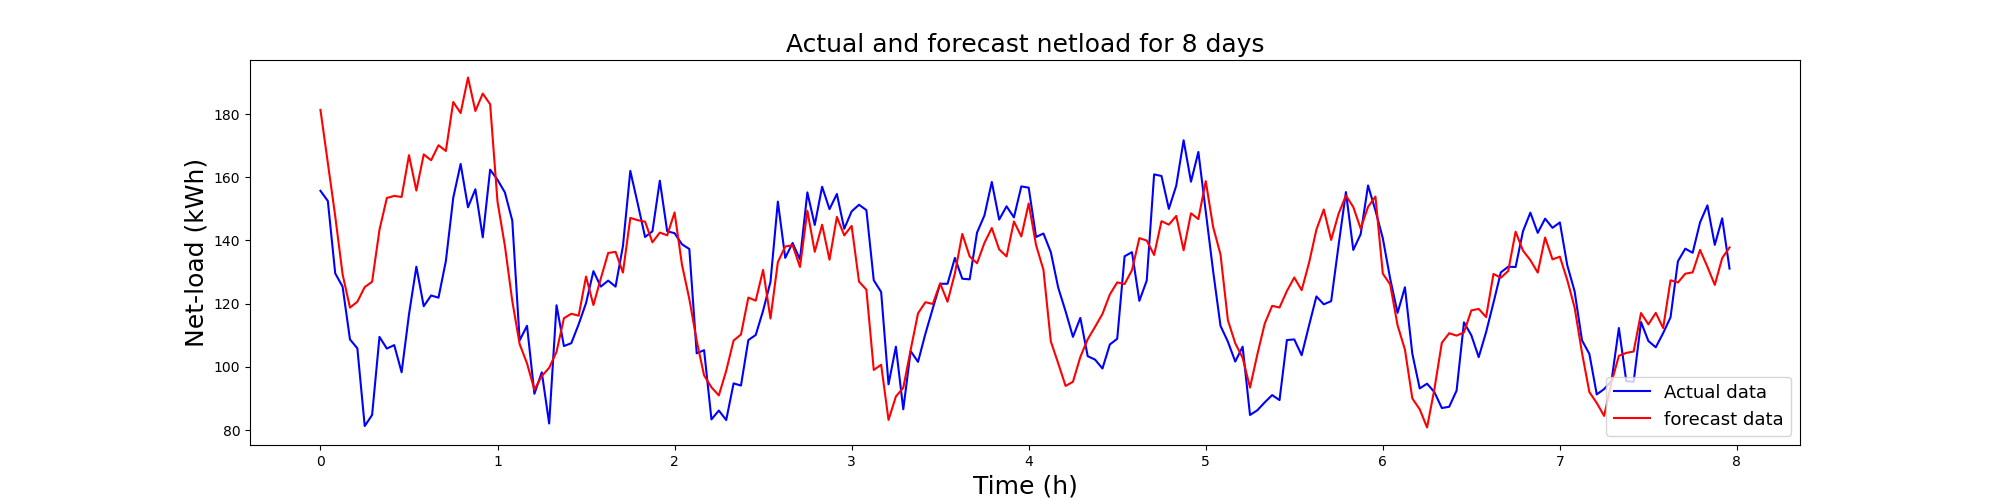 Actual and forecast netload for 8 days
Net-load (kWh)
180
160
140
120
100
80
Actual data
forecast data
0 1 2 3 4 5 6 7 8
Time (h)